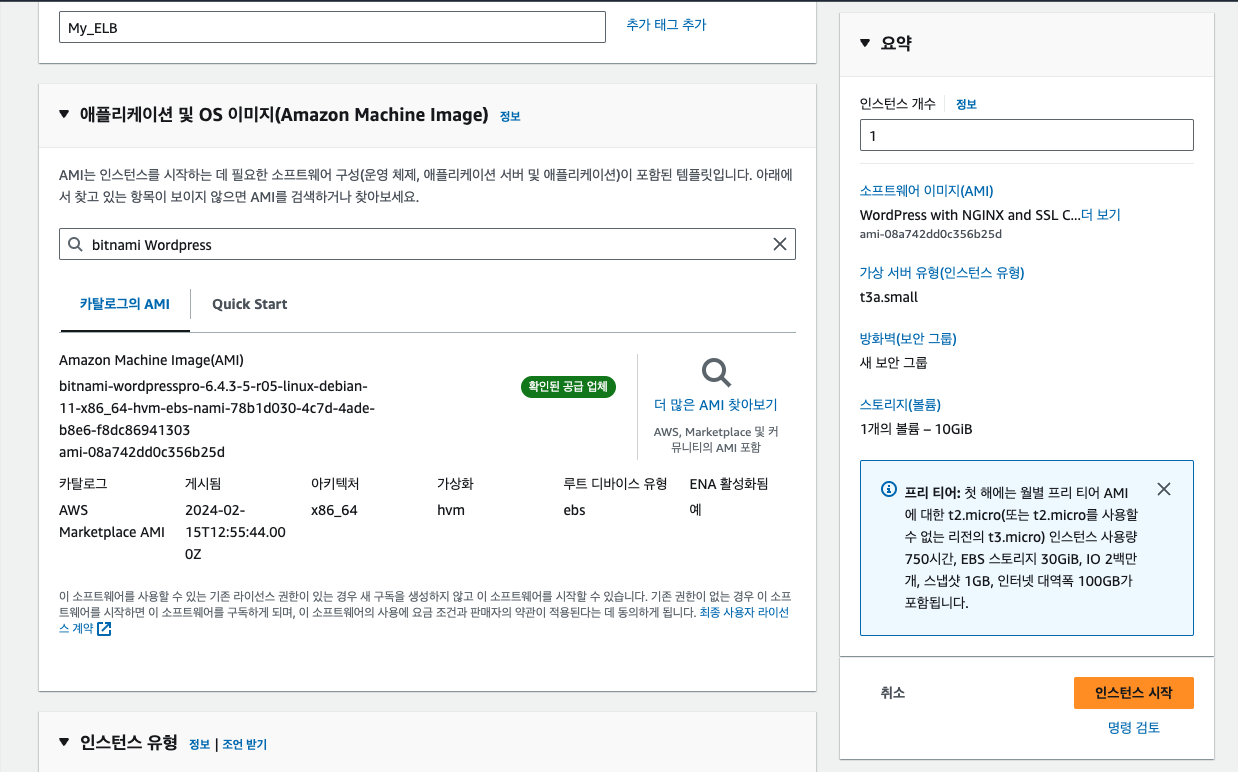 My_ELB
추가 태그 추가
애플리케이션 및 OS 이미지(Amazon Machine Image) 정보
AMI는 인스턴스를 시작하는 데 필요한 소프트웨어 구성(운영 체제, 애플리케이션 서버 및 애플리케이션)이 포함된 템플릿입니다. 아래에
서 찾고 있는 항목이 보이지 않으면 AMI를 검색하거나 찾아보세요.
bitnami Wordpress
카탈로그의 AMI
Quick Start
Amazon Machine Image(AMI)
bitnami-wordpresspro-6.4.3-5-r05-linux-debian-
11-x86_64-hvm-ebs-nami-78b1d030-4c7d-4ade-
b8e6-f8dc86941303
ami-08a742dd0c356b25d
확인된 공급 업체
더 많은 AMI 찾아보기
AWS, Marketplace 및 커
뮤니티의 AMI 포함
카탈로그
AWS
Marketplace AMI
게시됨
2024-02-
15T12:55:44.00
0Z
아키텍처
x86_64
가상화
hvm
루트 디바이스 유형
ebs
ENA 활성화됨
예
이 소프트웨어를 사용할 수 있는 기존 라이선스 권한이 있는 경우 새 구독을 생성하지 않고 이 소프트웨어를 시작할 수 있습니다. 기존 권한이 없는 경우 이 소프
트웨어를 시작하면 이 소프트웨어를 구독하게 되며, 이 소프트웨어의 사용에 요금 조건과 판매자의 약관이 적용된다는 데 동의하게 됩니다. 최종 사용자 라이선
스 계약
인스턴스 유형 정보 | 조언 받기
요약
인스턴스 개수 정보
1
소프트웨어 이미지(AMI)
WordPress with NGINX and SSL C...더 보기
ami-08a742dd0c356b25d
가상 서버 유형(인스턴스 유형)
t3a.small
방화벽(보안 그룹)
새 보안 그룹
스토리지(볼륨)
1개의 볼륨 – 10GiB
프리 티어: 첫 해에는 월별 프리 티어 AMI
에 대한 t2.micro(또는 t2.micro를 사용할
수 없는 리전의 t3.micro) 인스턴스 사용량
750시간, EBS 스토리지 30GiB, IO 2백만
개, 스냅샷 1GB, 인터넷 대역폭 100GB가
포함됩니다.
취소
인스턴스 시작
명령 검토